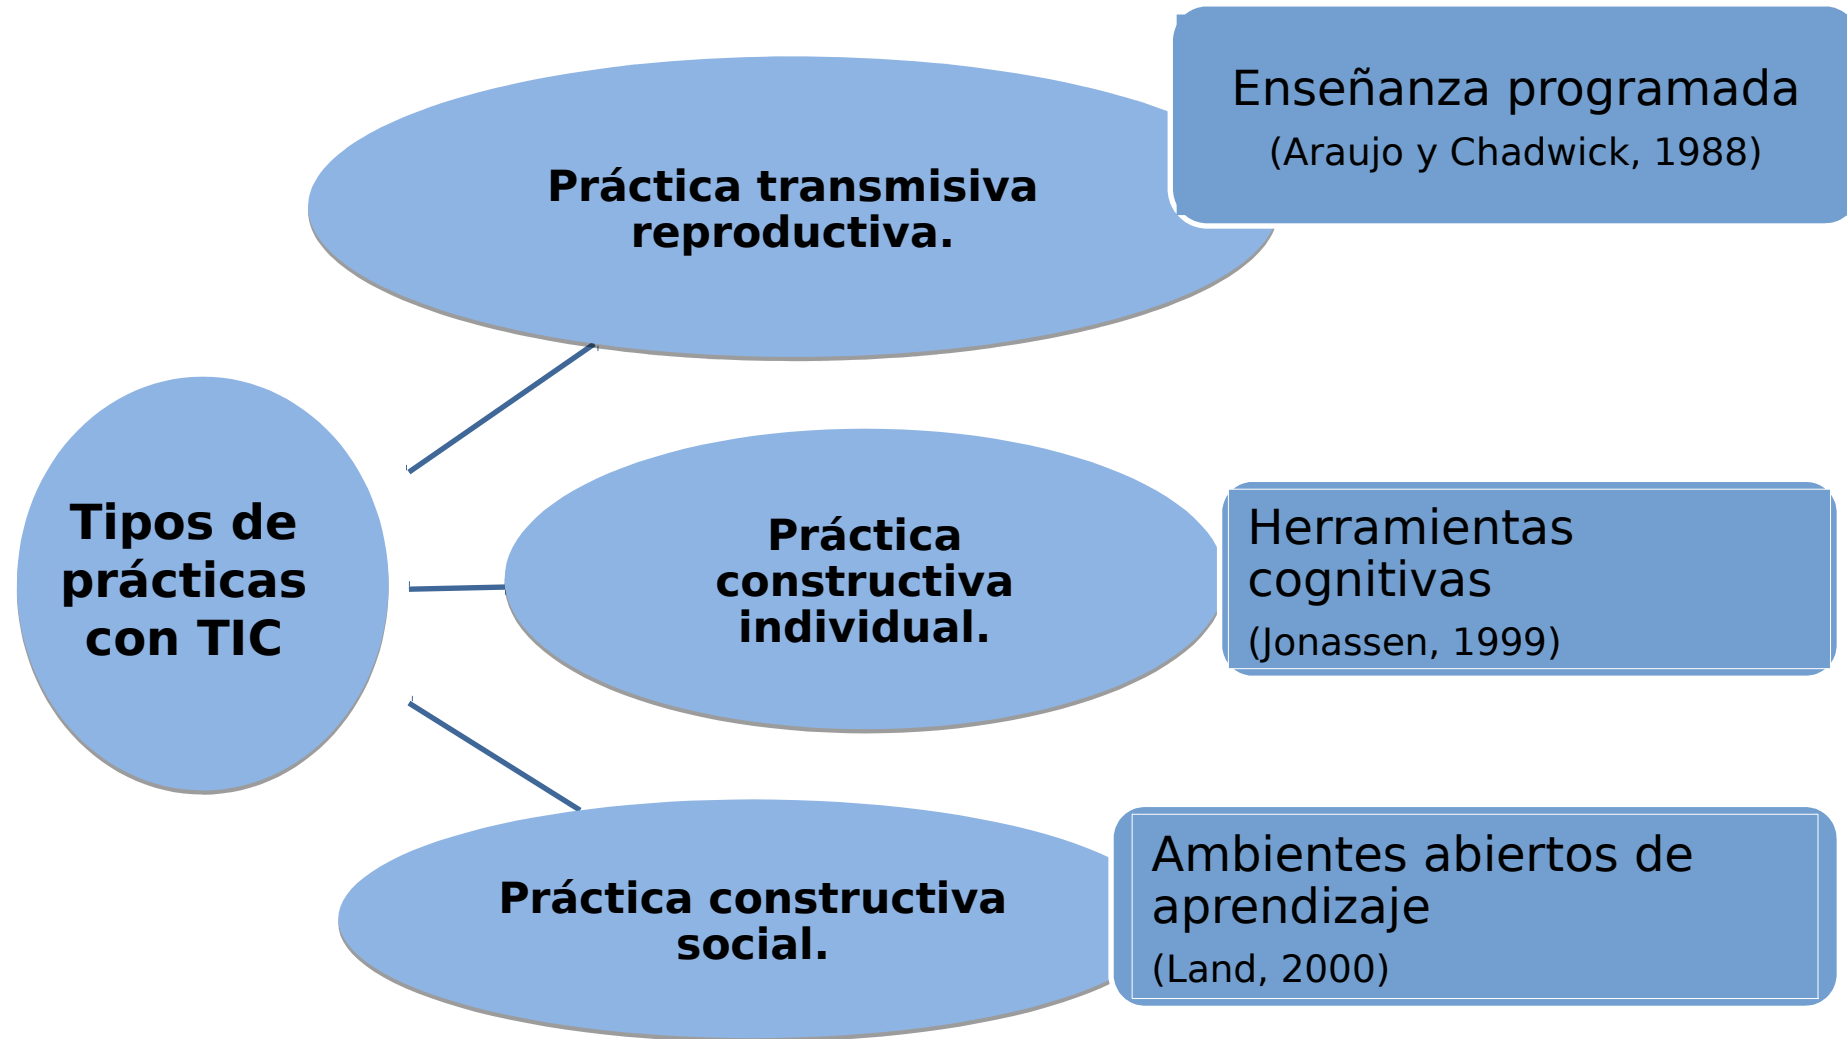 Enseñanza programada
(Araujo y Chadwick, 1988)
Práctica transmisiva
reproductiva.
Tipos de
prácticas
con TIC
Práctica
constructiva
individual.
Herramientas
cognitivas
(Jonassen, 1999)
Práctica constructiva
social.
Ambientes abiertos de
aprendizaje
(Land, 2000)